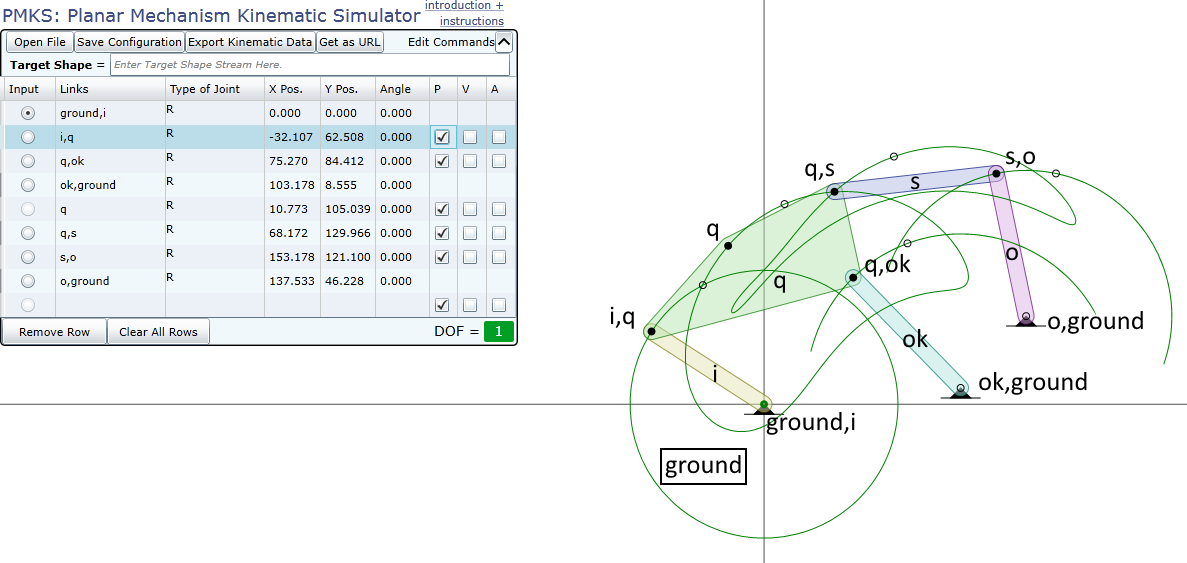 PMKS: Planar Mechanism Kinematic Simulator
introduction +
instructions
Open File Save Configuration Export Kinematic Data Get as URL Edit Commands
Target Shape = Enter Target Shape Stream Here.
Input Links Type of Joint X Pos. Y Pos. Angle P V A
ground,i R 0.000 0.000 0.000
i,q R -32.107 62.508 0.000
q,ok R 75.270 84.412 0.000
ok,ground R 103.178 8.555 0.000
q R 10.773 105.039 0.000
q,s R 68.172 129.966 0.000
s,o R 153.178 121.100 0.000
o,ground R 137.533 46.228 0.000
Remove Row Clear All Rows DOF = 1
s,o
q,s
s
q
o
q,ok
q
i,q
o,ground
ok
i
ok,ground
ground,i
ground